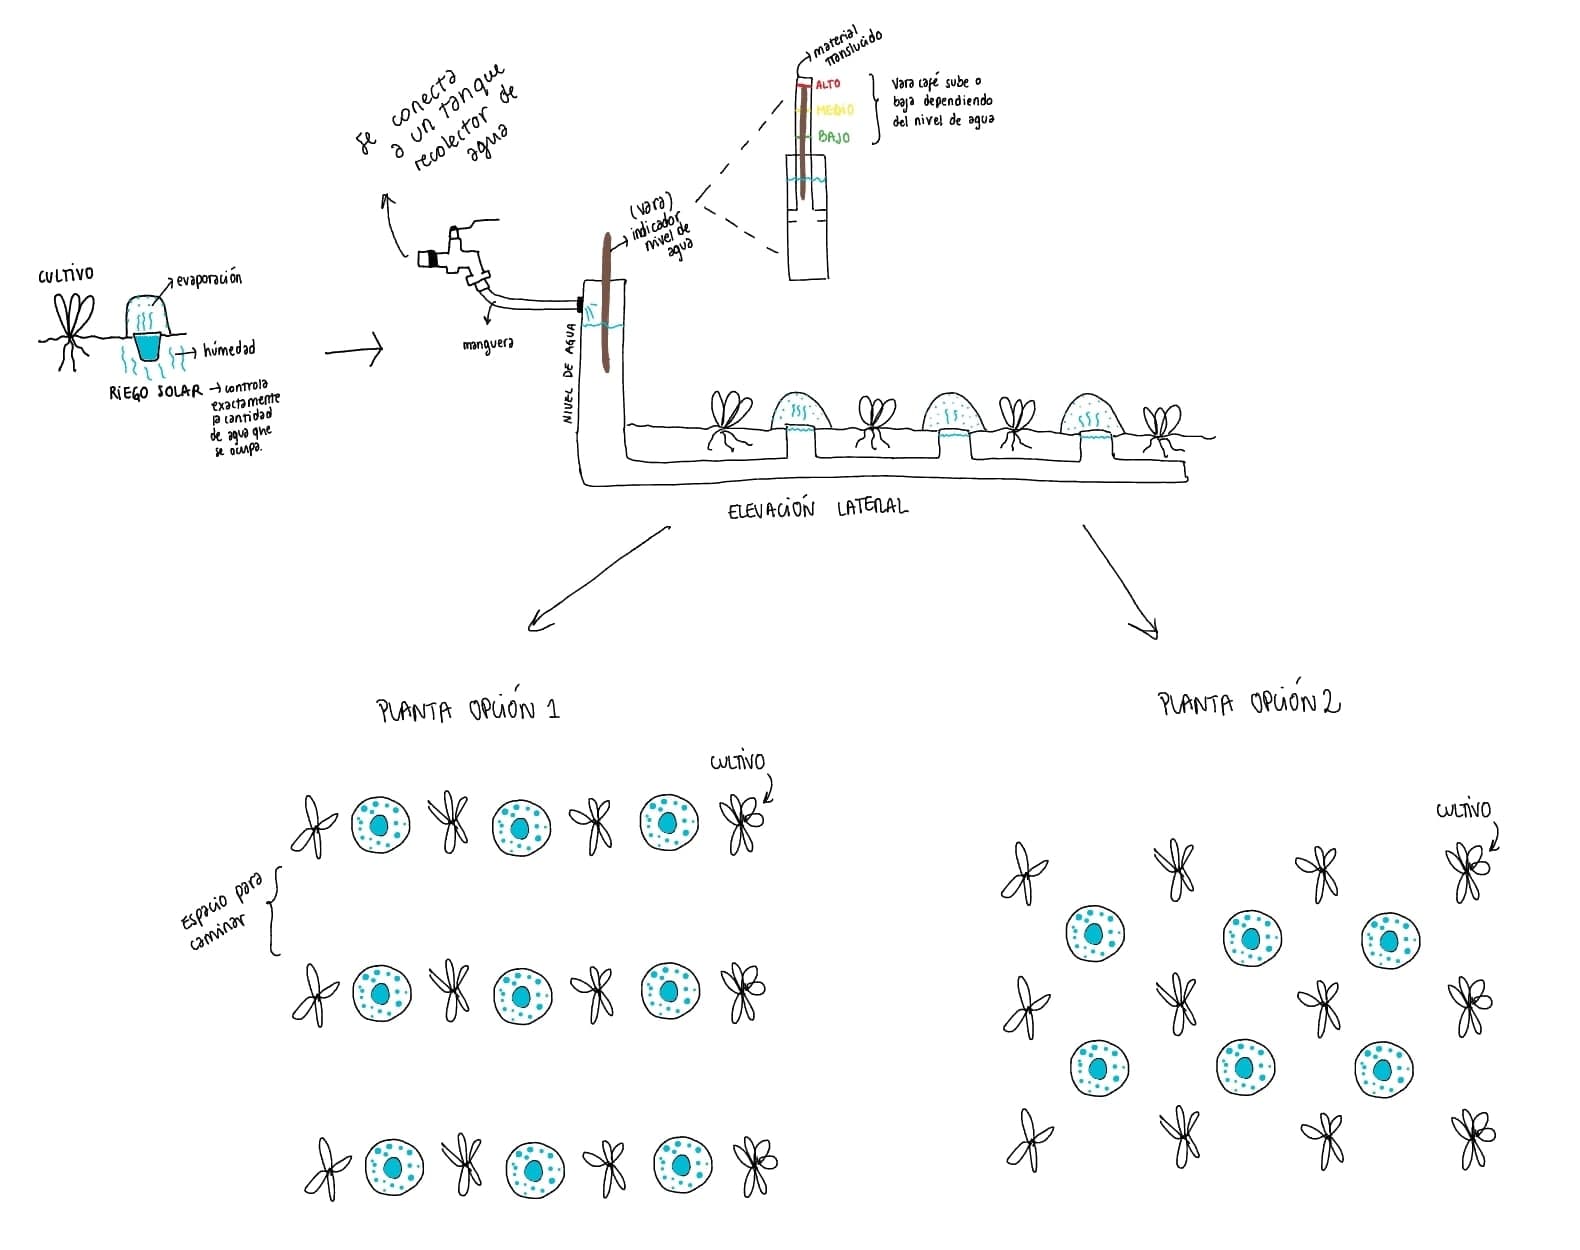 CULTIVO
evaporación
húmedad
RIEGO SOLAR → controla
exactamente
la cantidad
de agua que
se ocupa.
Se conecta
a un tanque
recolector de
agua
manguera
NIVEL DE AGUA
(vara)
indicador
nivel de
agua
material
translucido
ALTO
MEDIO
BAJO
Vara café sube o
baja dependiendo
del nivel de agua
ELEVACIÓN LATERAL
PLANTA OPCIÓN 1
CULTIVO
Espacio para
caminar
PLANTA OPCIÓN 2
CULTIVO